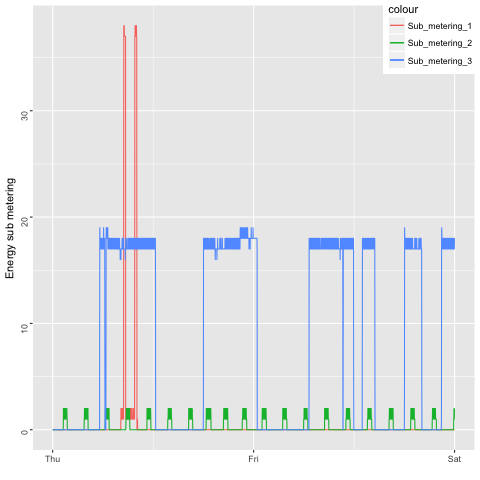 colour
Sub_metering_1
Sub_metering_2
Sub_metering_3
Energy sub metering
30
20
10
0
Thu
Fri
Sat